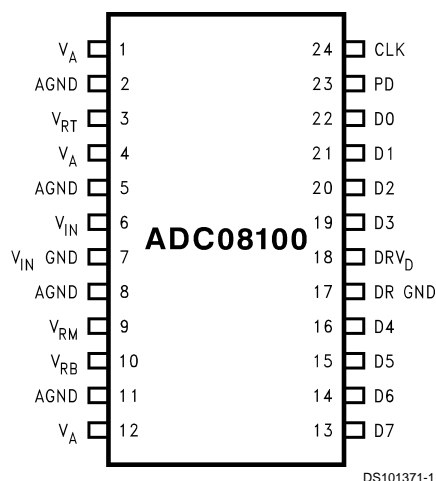 V_A 1 24 CLK
AGND 2 23 PD
V_RT 3 22 D0
V_A 4 21 D1
AGND 5 20 D2
V_IN 6 19 D3
ADC08100
V_IN GND 7 18 DRV_D
AGND 8 17 DR GND
V_RM 9 16 D4
V_RB 10 15 D5
AGND 11 14 D6
V_A 12 13 D7
DS101371-1